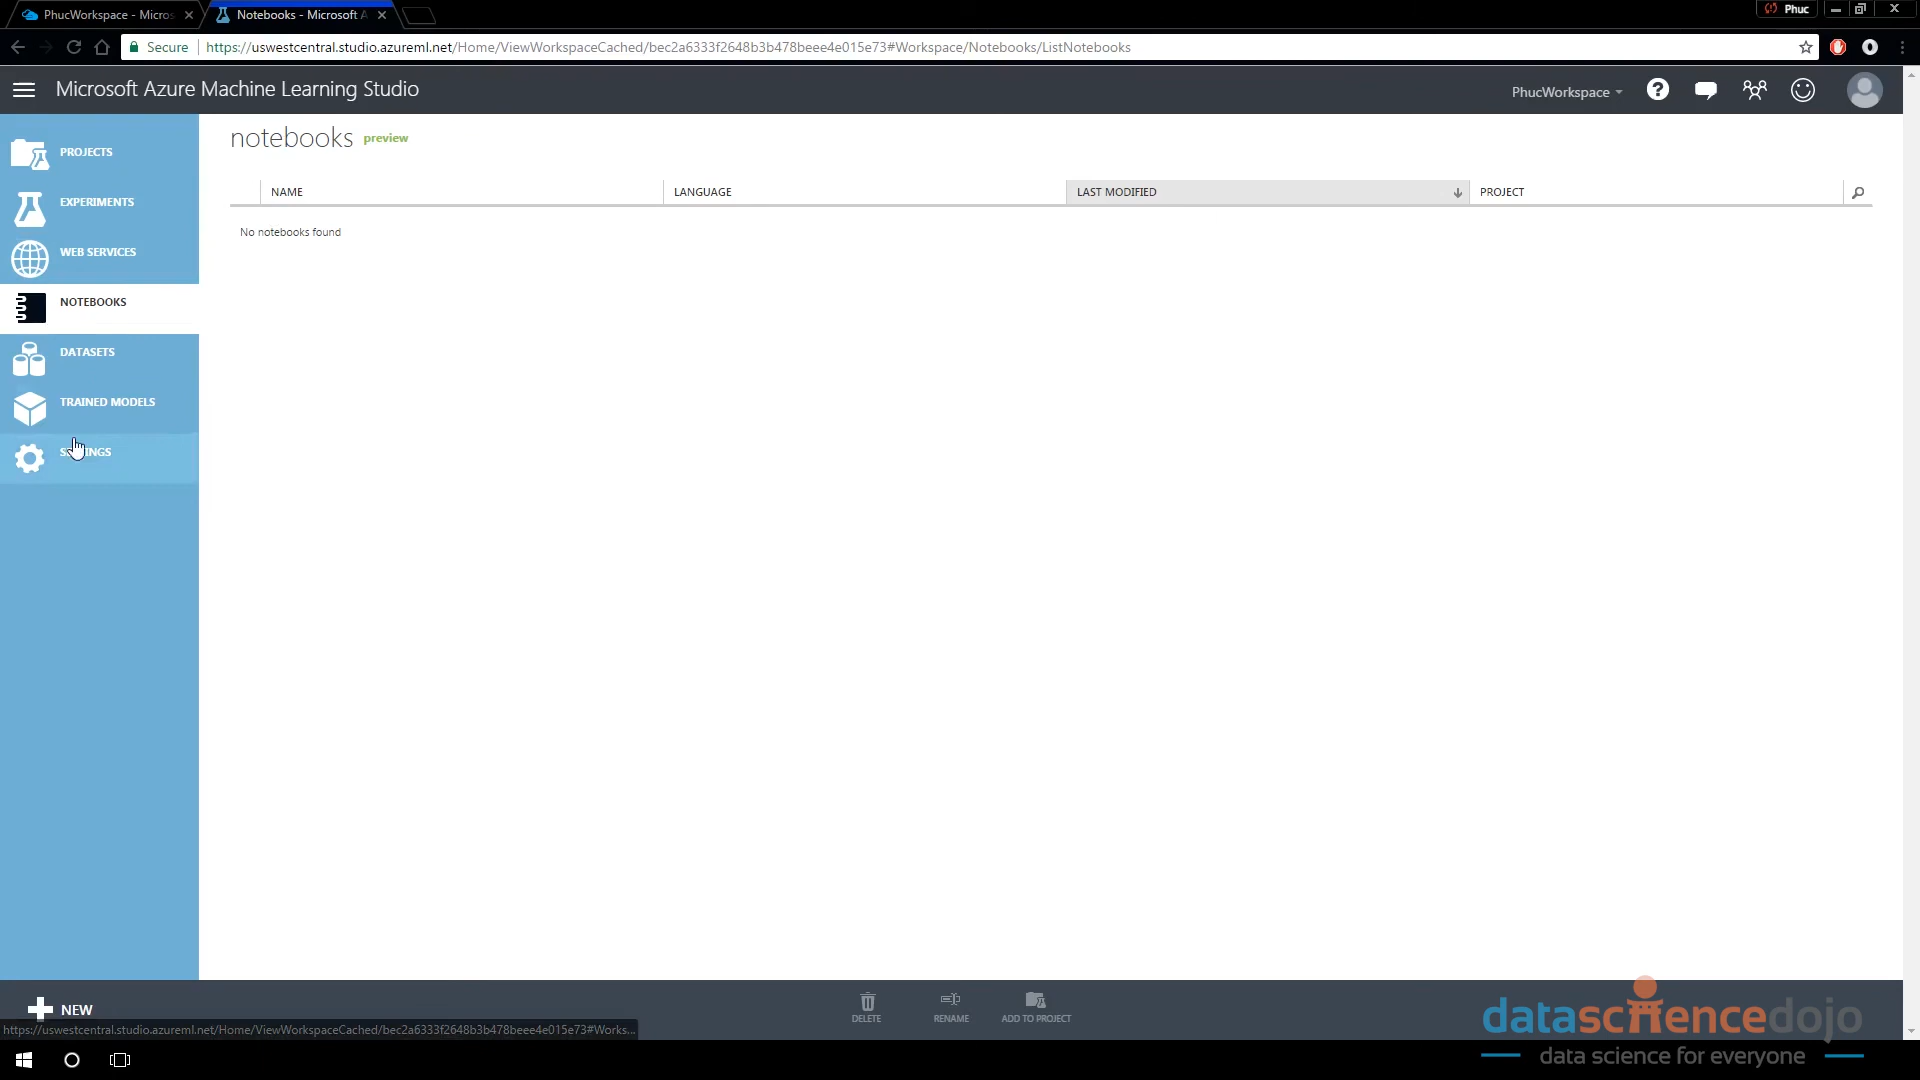 PhucWorkspace - Micros
Notebooks - Microsoft A
Phuc
Secure
https://uswestcentral.studio.azureml.net/Home/ViewWorkspaceCached/bec2a6333f2648b3b478beee4e015e73#Workspace/Notebooks/ListNotebooks
Microsoft Azure Machine Learning Studio
PhucWorkspace
PROJECTS
EXPERIMENTS
WEB SERVICES
NOTEBOOKS
DATASETS
TRAINED MODELS
notebooks preview
NAME
LANGUAGE
LAST MODIFIED
PROJECT
No notebooks found
NEW
DELETE
RENAME
ADD TO PROJECT
https://uswestcentral.studio.azureml.net/Home/ViewWorkspaceCached/bec2a6333f2648b3b478beee4e015e73#Works...
datasciencedojo
data science for everyone